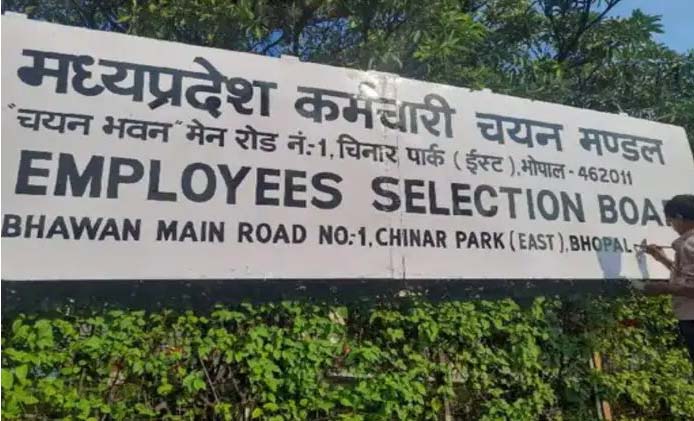 मध्यप्रदेश कर्मचारी चयन मण्डल
"चयन भवन" मेन रोड नं.-1, चिनार पार्क (ईस्ट), भोपाल - 462011
EMPLOYEES SELECTION
BHAWAN MAIN ROAD NO.-1, CHINAR PARK (EAST), BHOPAL-